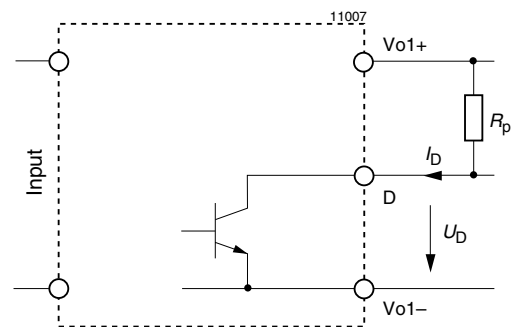 11007
Vo1+
Rp
Input
ID
D
UD
Vo1–